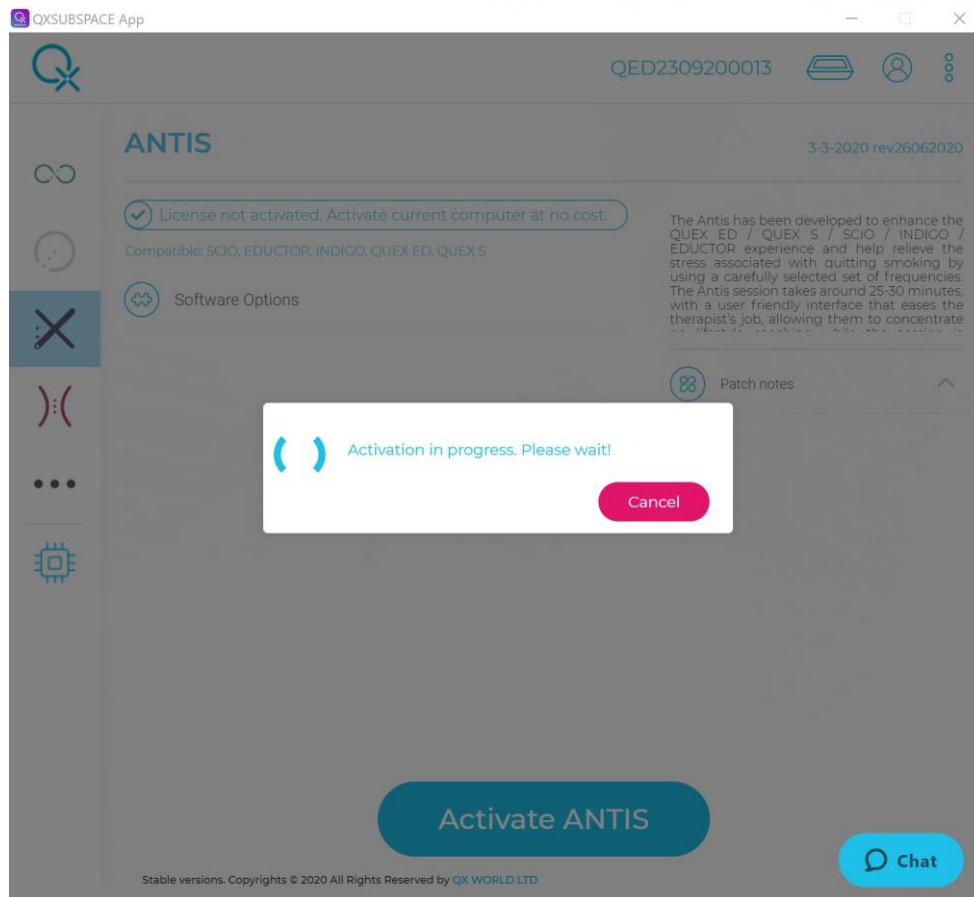 QXSUBSPACE App
QX
QED2309200013
ANTIS
3-3-2020 rev26062020
License not activated. Activate current computer at no cost.
Compatible: SCIO, EDUCTOR, INDIGO, QUEX ED, QUEX S
Software Options
The Antis has been developed to enhance the
QUEX ED / QUEX S / SCIO / INDIGO /
EDUCTOR experience and help relieve the
stress associated with quitting smoking by
using a carefully selected set of frequencies.
The Antis session takes around 25-30 minutes,
with a user friendly interface that eases the
therapist's job, allowing them to concentrate
Patch notes
Activation in progress. Please wait!
Cancel
Activate ANTIS
Chat
Stable versions. Copyrights © 2020 All Rights Reserved by QX WORLD LTD